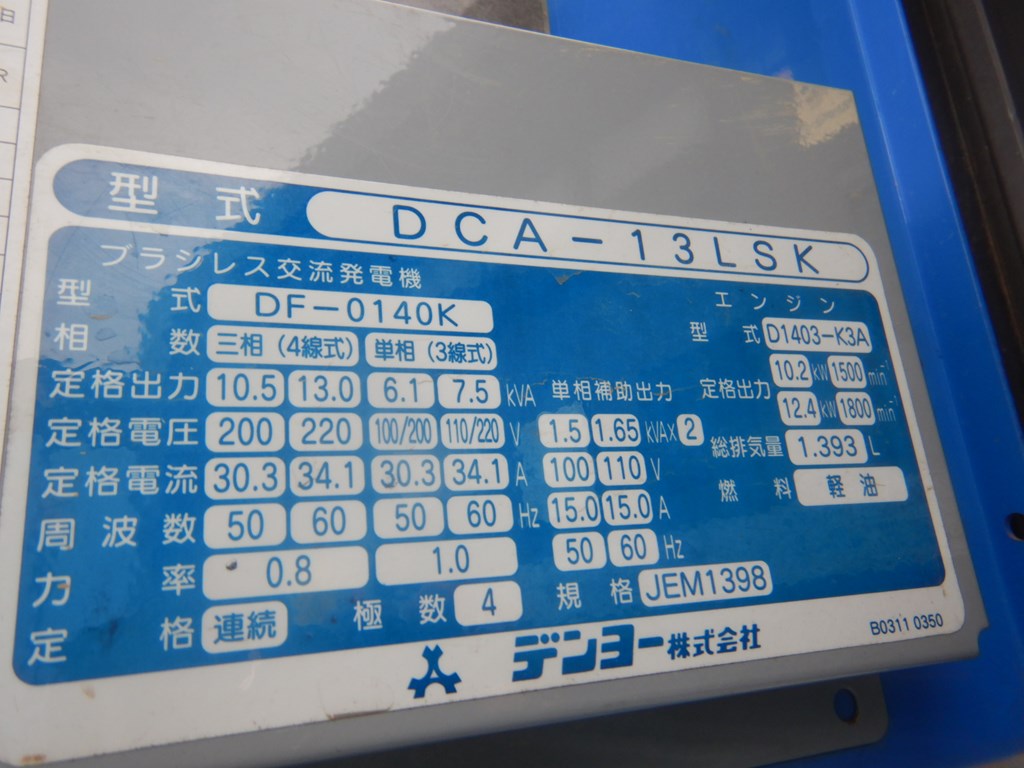 日
R
型式 DCA-13LSK
ブラシレス交流発電機
型式 DF-0140K
相数 三相(4線式) 単相(3線式)
定格出力 10.5 13.0 6.1 7.5 kVA 単相補助出力
定格電圧 200 220 100/200 110/220 V 1.5 1.65 kVA×2
定格電流 30.3 34.1 30.3 34.1 A 100 110 V
周波数 50 60 50 60 Hz 15.0 15.0 A
力率 0.8 1.0 50 60 Hz
定格 連続 極数 4 規格 JEM1398
エンジン
型式 D1403-K3A
定格出力 10.2 kW 1500 min⁻¹
12.4 kW 1800 min⁻¹
総排気量 1.393 L
燃料 軽油
デンヨー株式会社
B0311 0350